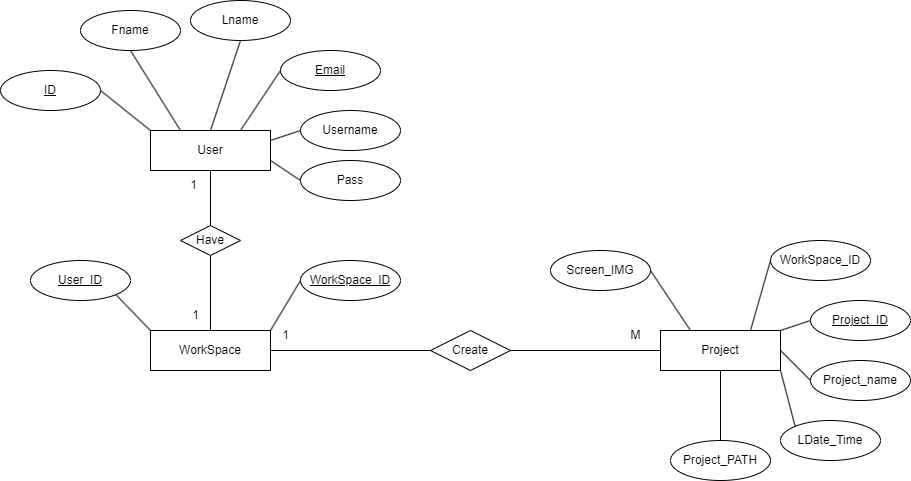 Lname
Fname
Email
ID
Username
User
Pass
1
Have
WorkSpace_ID
Screen_IMG
User_ID
WorkSpace_ID
1
Project_ID
1
M
WorkSpace
Create
Project
Project_name
LDate_Time
Project_PATH